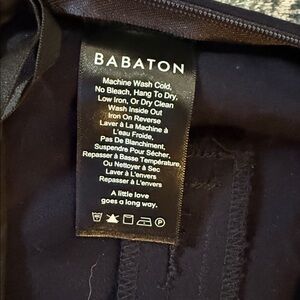 BABATON
Machine Wash Cold,
No Bleach, Hang To Dry,
Low Iron, Or Dry Clean
Wash Inside Out
Iron On Reverse
Laver à La Machine à
L'eau Froide,
Pas De Blanchiment,
Suspendre Pour Sécher,
Repasser à Basse Température,
Ou Nettoyer à Sec
Laver à L'envers
Repasser à L'envers
A little love
goes a long way.
P